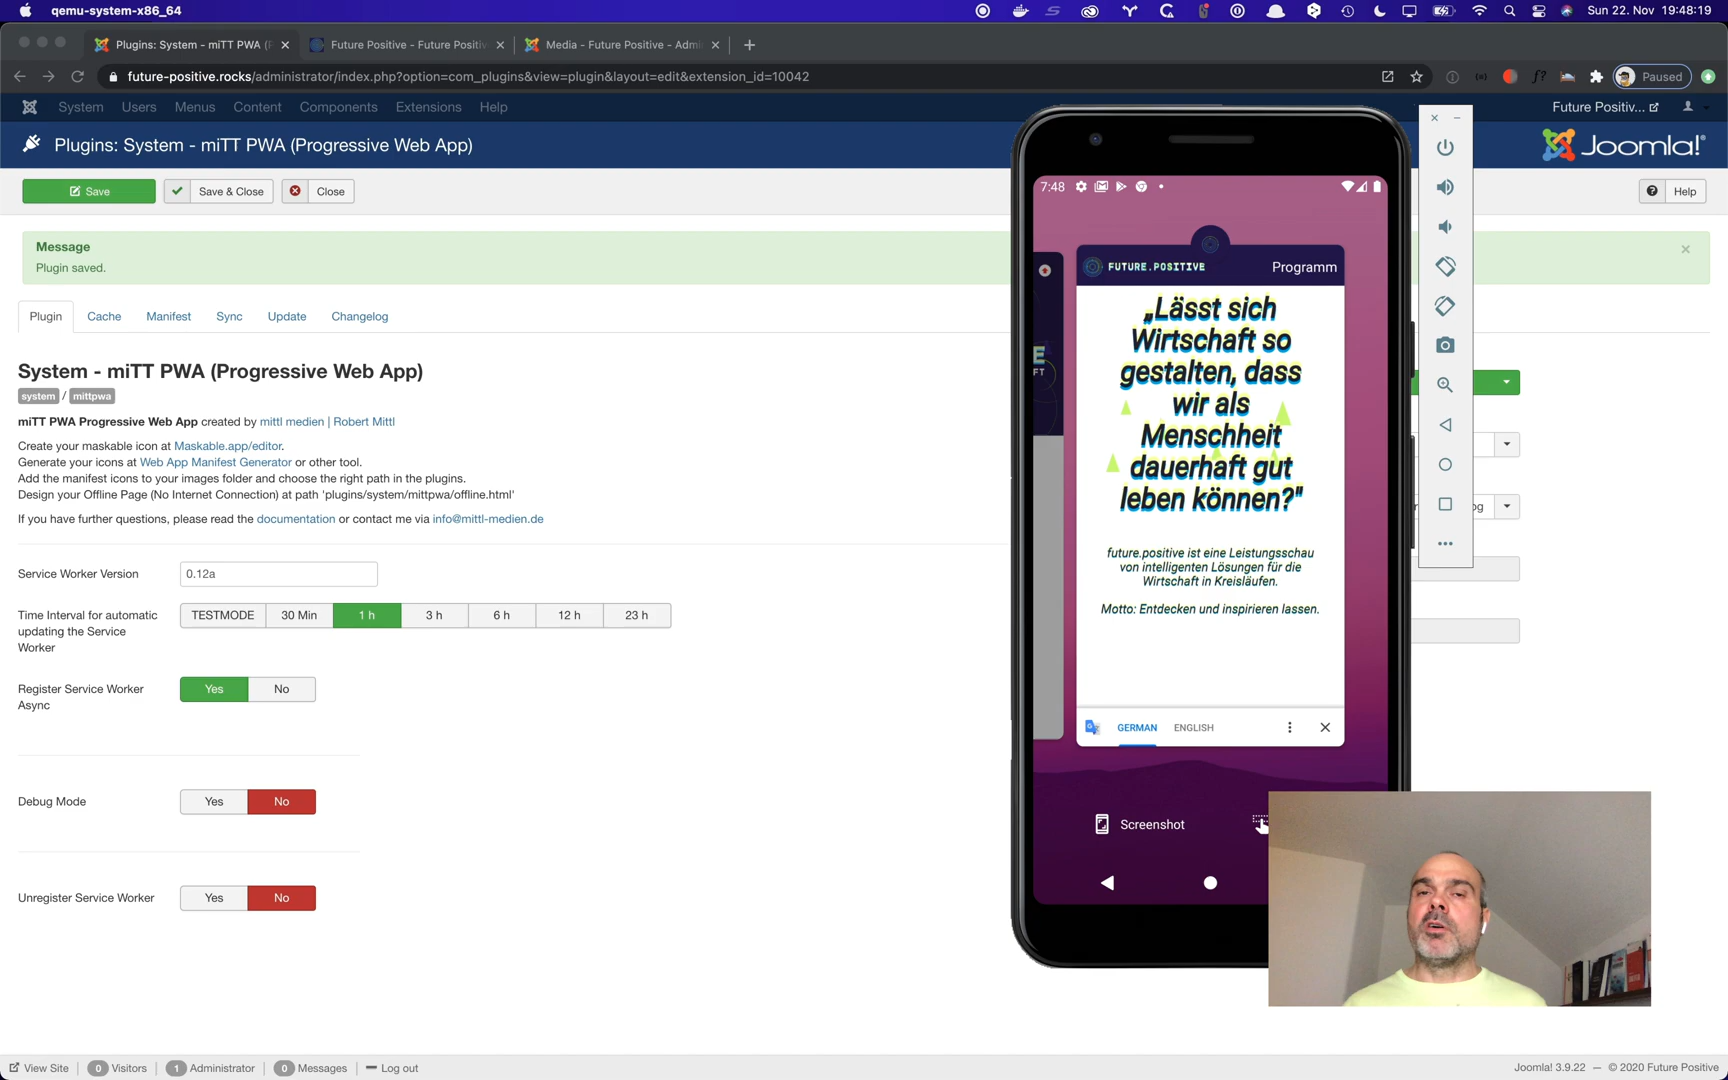 qemu-system-x86_64
Sun 22. Nov 19:48:19
Plugins: System - miTT PWA (P
Future Positive - Future Positiv
Media - Future Positive - Admi
future-positive.rocks/administrator/index.php?option=com_plugins&view=plugin&layout=edit&extension_id=10042
Paused
System
Users
Menus
Content
Components
Extensions
Help
Future Positiv...
Plugins: System - miTT PWA (Progressive Web App)
Joomla!®
Save
Save & Close
Close
Help
Message
Plugin saved.
Plugin
Cache
Manifest
Sync
Update
Changelog
System - miTT PWA (Progressive Web App)
system / mittpwa
miTT PWA Progressive Web App created by mittl medien | Robert Mittl
Create your maskable icon at Maskable.app/editor.
Generate your icons at Web App Manifest Generator or other tool.
Add the manifest icons to your images folder and choose the right path in the plugins.
Design your Offline Page (No Internet Connection) at path 'plugins/system/mittpwa/offline.html'
If you have further questions, please read the documentation or contact me via info@mittl-medien.de
Service Worker Version
0.12a
Time Interval for automatic
updating the Service
Worker
TESTMODE
30 Min
1 h
3 h
6 h
12 h
23 h
Register Service Worker
Async
Yes
No
Debug Mode
Yes
No
Unregister Service Worker
Yes
No
7:48
FUTURE.POSITIVE
Programm
„Lässt sich
Wirtschaft so
gestalten, dass
wir als
Menschheit
dauerhaft gut
leben können?"
future.positive ist eine Leistungsschau
von intelligenten Lösungen für die
Wirtschaft in Kreisläufen.
Motto: Entdecken und inspirieren lassen.
GERMAN
ENGLISH
Screenshot
View Site
0 Visitors
1 Administrator
0 Messages
Log out
Joomla! 3.9.22 — © 2020 Future Positive